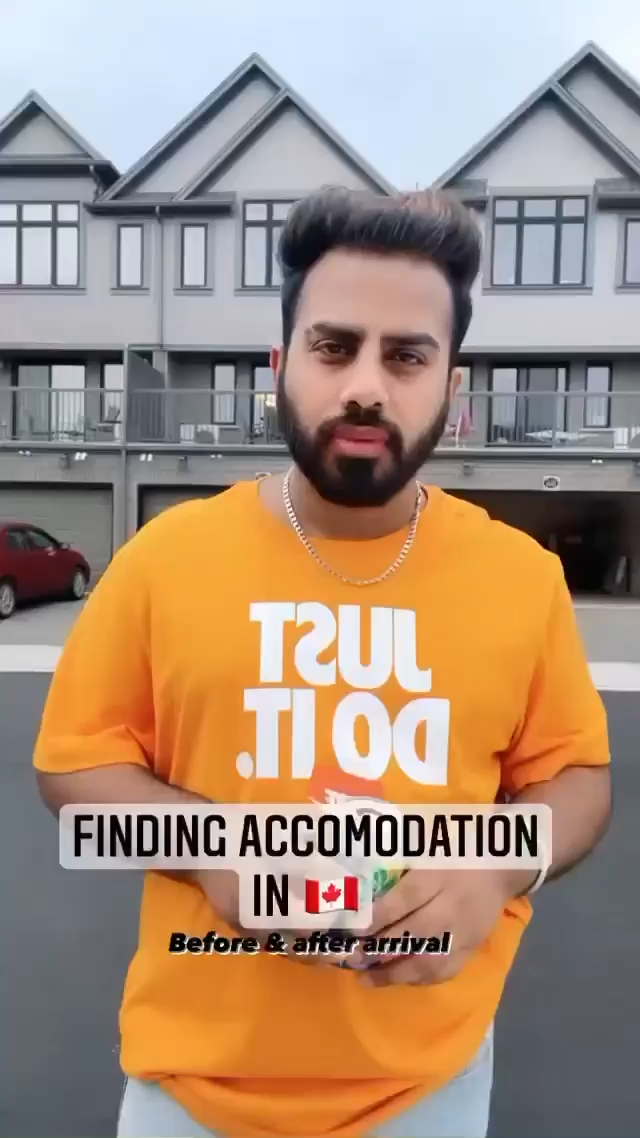 JUST
DO IT.
FINDING ACCOMODATION
IN 🇨🇦
Before & after arrival